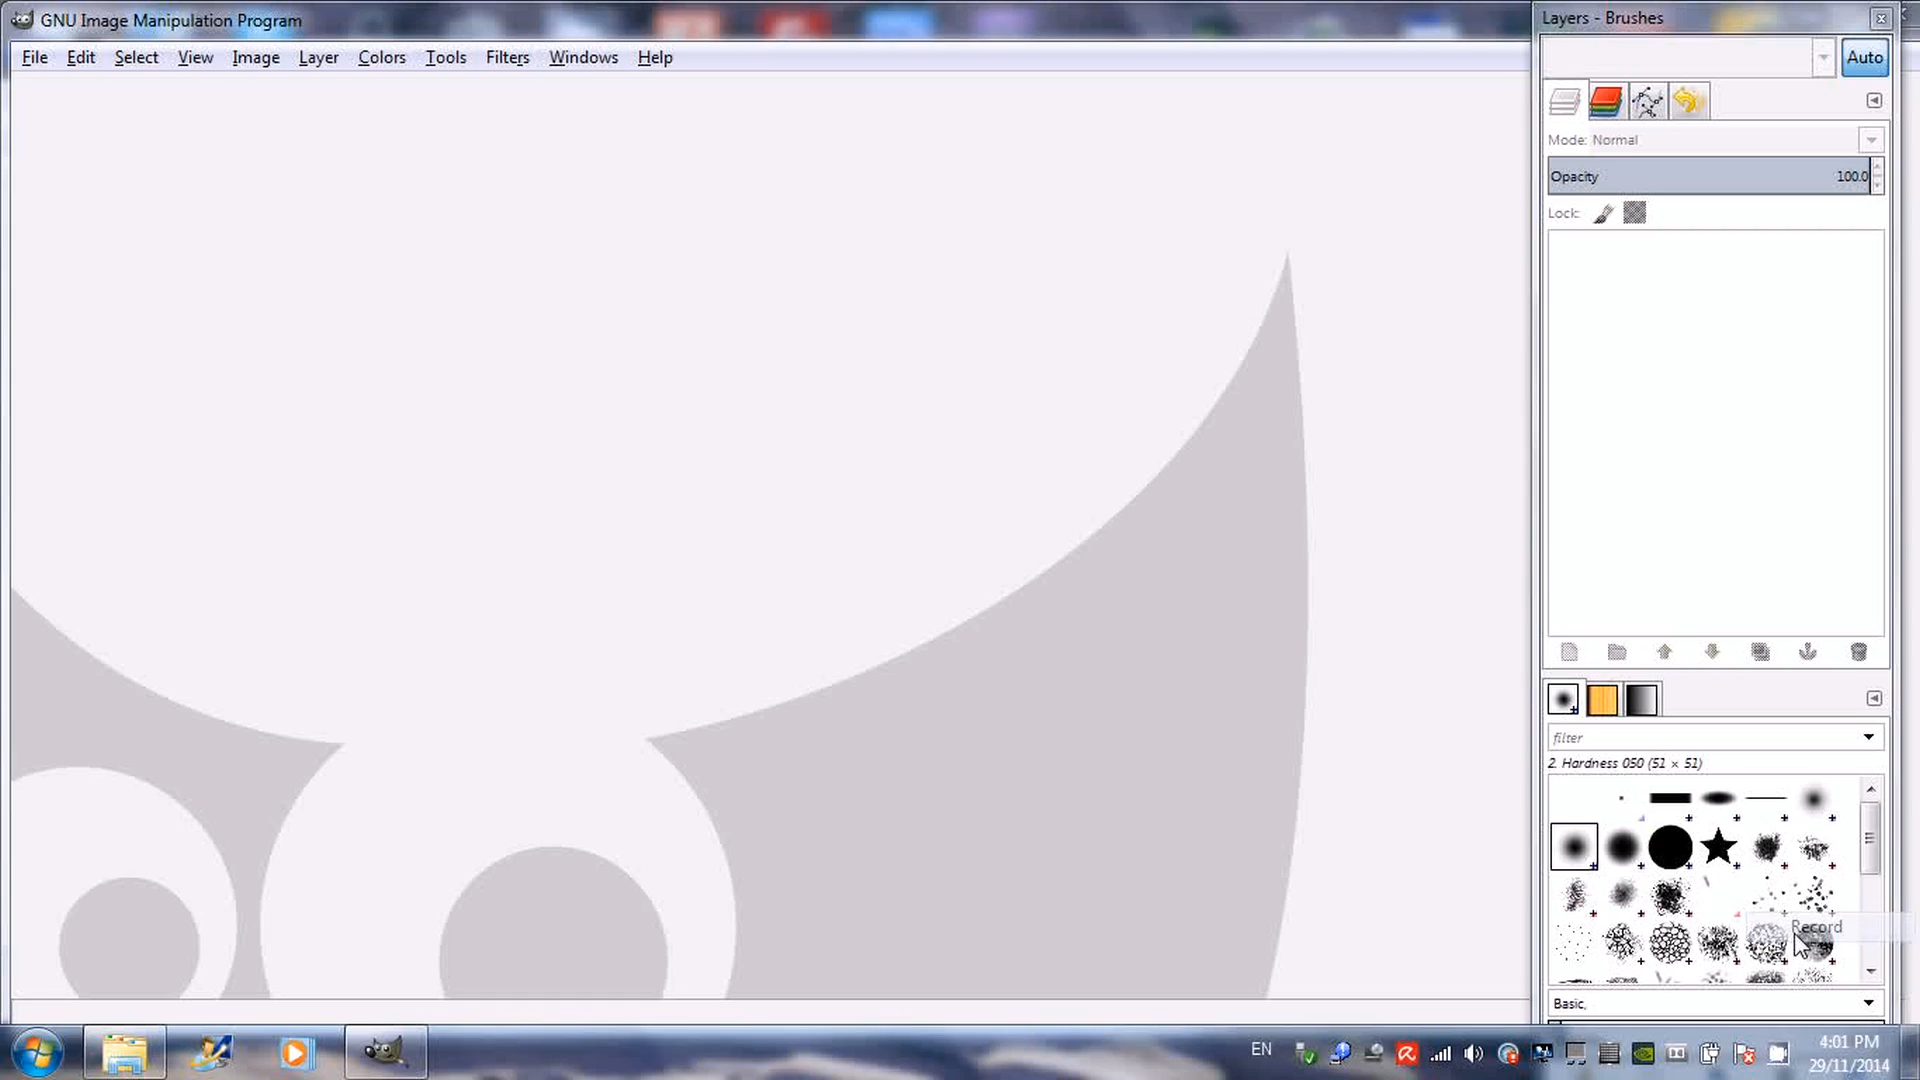 GNU Image Manipulation Program
File Edit Select View Image Layer Colors Tools Filters Windows Help
Layers - Brushes
Auto
Mode: Normal
Opacity 100.0
Lock:
filter
2. Hardness 050 (51 × 51)
Record
Basic,
EN
4:01 PM
29/11/2014